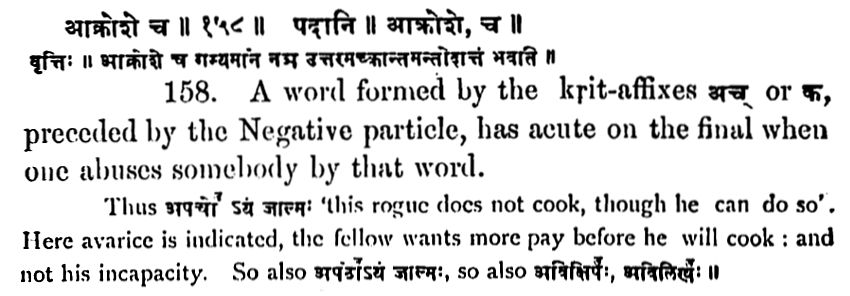 आक्रोशे च ॥ १५८ ॥ पदानि ॥ आक्रोशे, च ॥
वृत्तिः ॥ आक्रोशे च गम्यमाने नञ उत्तरमच्कान्तमन्तोदात्तं भवति ॥
158. A word formed by the kṛit-affixes अच् or क,
preceded by the Negative particle, has acute on the final when
one abuses somebody by that word.
Thus अपचो ऽयं जाल्मः 'this rogue does not cook, though he can do so'.
Here avarice is indicated, the fellow wants more pay before he will cook : and
not his incapacity. So also अपठोऽयं जाल्मः, so also अविक्षिपः, अविलिखः ॥